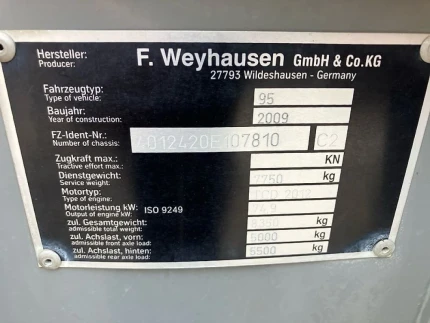 Hersteller: F. Weyhausen GmbH & Co.KG
Producer: 27793 Wildeshausen - Germany
Fahrzeugtyp: 95
Type of vehicle:
Baujahr: 2009
Year of construction:
FZ-Ident-Nr.: C2
Number of chassis:
Zugkraft max.: KN
Tractive effort max.:
Dienstgewicht: 7750 kg
Service weight:
Motortyp:
Type of engine:
Motorleistung kW: ISO 9249
Output of engine kW:
zul. Gesamtgewicht: kg
admissible total weight:
zul. Achslast, vorn: kg
admissible front axle load:
zul. Achslast, hinten: kg
admissible rear axle load: